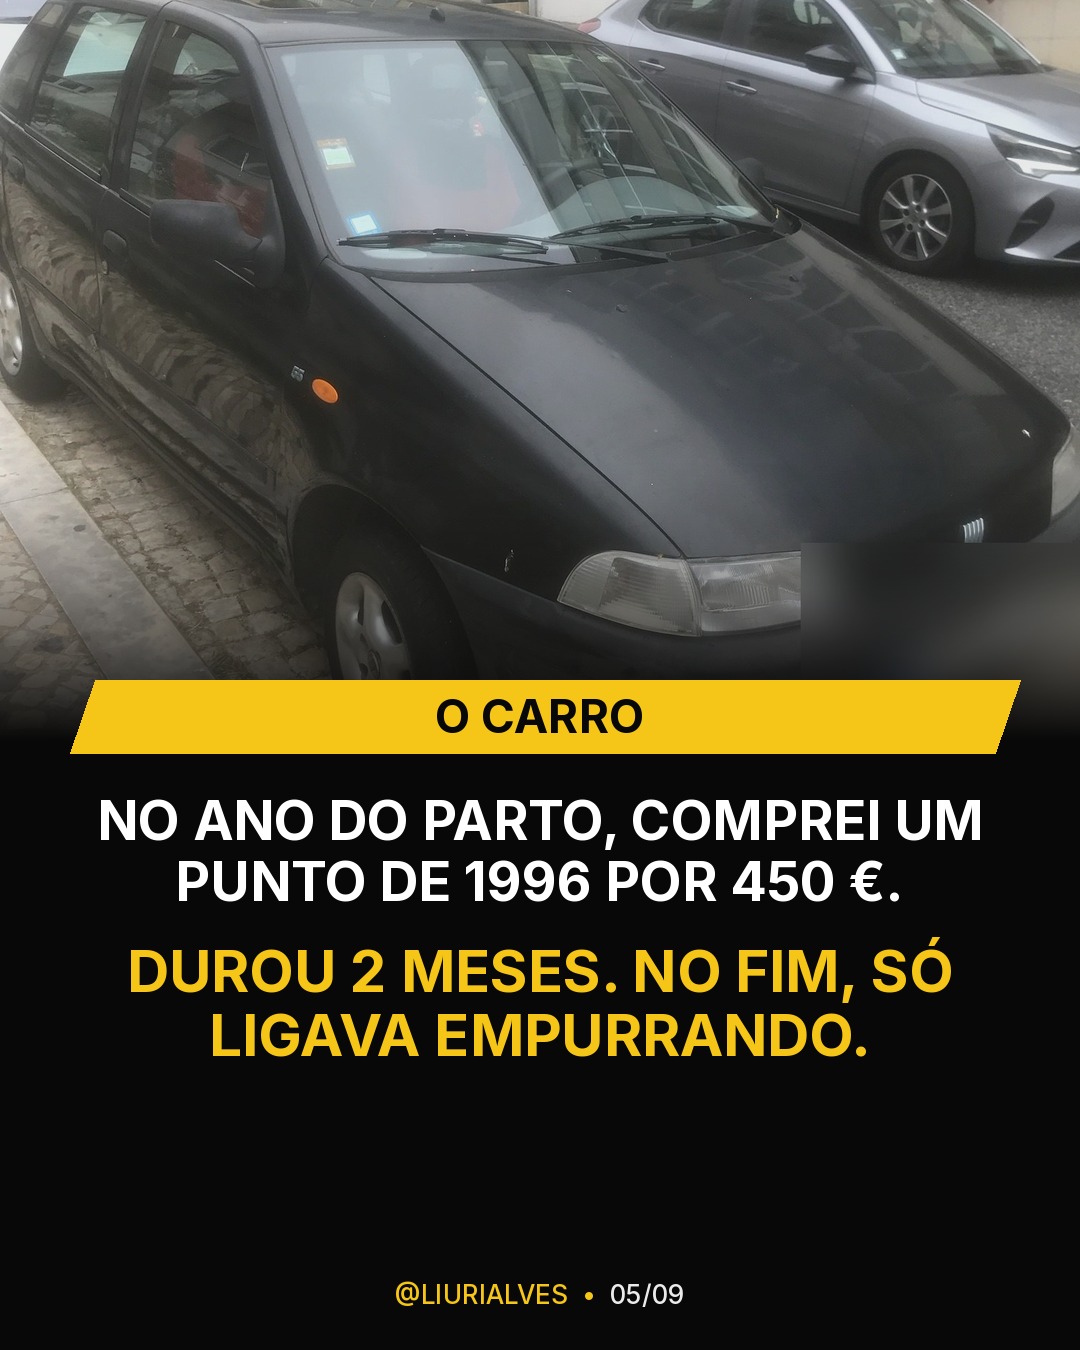 55
O CARRO
NO ANO DO PARTO, COMPREI UM
PUNTO DE 1996 POR 450 €.
DUROU 2 MESES. NO FIM, SÓ
LIGAVA EMPURRANDO.
@LIURIALVES • 05/09